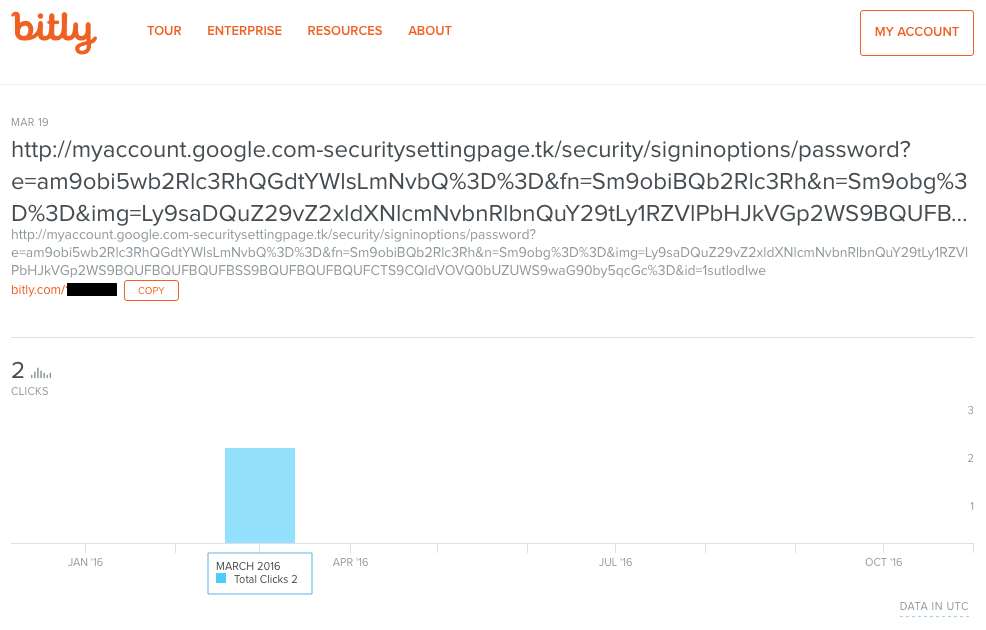 bitly
TOUR
ENTERPRISE
RESOURCES
ABOUT
MY ACCOUNT
MAR 19
http://myaccount.google.com-securitysettingpage.tk/security/signinoptions/password?
e=am9obi5wb2Rlc3RhQGdtYWlsLmNvbQ%3D%3D&fn=Sm9obiBQb2Rlc3Rh&n=Sm9obg%3
D%3D&img=Ly9saDQuZ29vZ2xldXNlcmNvbnRlbnQuY29tLy1RZVlPbHJkVGp2WS9BQUFB...
http://myaccount.google.com-securitysettingpage.tk/security/signinoptions/password?
e=am9obi5wb2Rlc3RhQGdtYWlsLmNvbQ%3D%3D&fn=Sm9obiBQb2Rlc3Rh&n=Sm9obg%3D%3D&img=Ly9saDQuZ29vZ2xldXNlcmNvbnRlbnQuY29tLy1RZVl
PbHJkVGp2WS9BQUFBQUFBQUFBSS9BQUFBQUFBQUFCTS9CQldVOVQ0bUZUWS9waG90by5qcGc%3D&id=1sutlodlwe
bitly.com/
COPY
2
CLICKS
3
2
1
JAN '16
APR '16
JUL '16
OCT '16
MARCH 2016
Total Clicks 2
DATA IN UTC